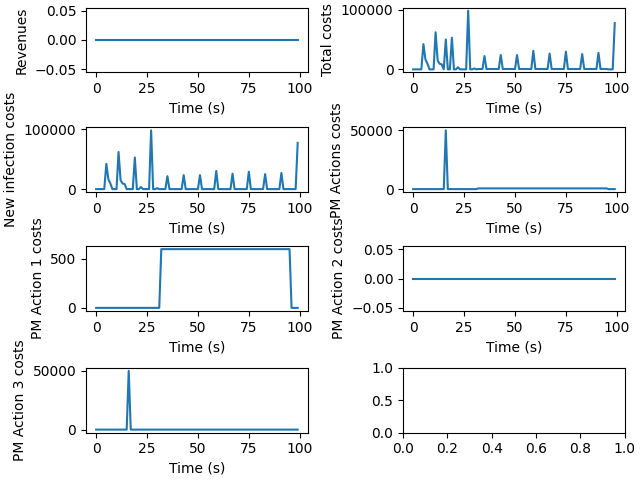 Revenues
0.05
0.00
−0.05
0 25 50 75 100
Time (s)
Total costs
100000
0
0 25 50 75 100
Time (s)
New infection costs
100000
0
0 25 50 75 100
Time (s)
PM Actions costs
50000
0
0 25 50 75 100
Time (s)
PM Action 1 costs
500
0
0 25 50 75 100
Time (s)
PM Action 2 costs
0.05
0.00
−0.05
0 25 50 75 100
Time (s)
PM Action 3 costs
50000
0
0 25 50 75 100
Time (s)
1.0
0.5
0.0
0.0 0.2 0.4 0.6 0.8 1.0